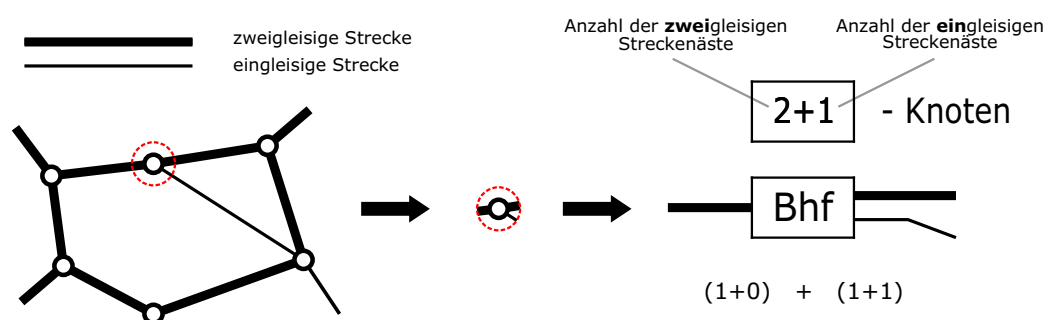 zweigleisige Strecke
eingleisige Strecke
Anzahl der zweigleisigen
Streckenäste
Anzahl der eingleisigen
Streckenäste
2+1 - Knoten
Bhf
(1+0) + (1+1)